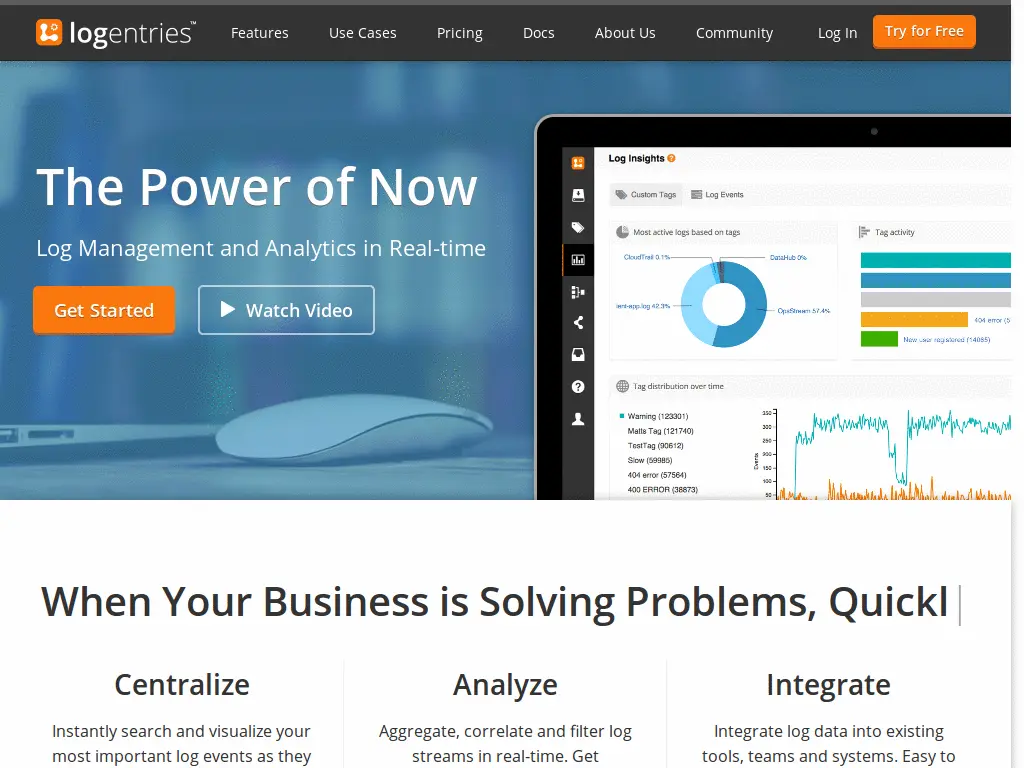 logentries™
Features
Use Cases
Pricing
Docs
About Us
Community
Log In
Try for Free
The Power of Now
Log Management and Analytics in Real-time
Get Started
Watch Video
Log Insights ?
Custom Tags
Log Events
Most active logs based on tags
CloudTrail 0.1%
DataHub 0%
ient-app.log 42.3%
OpsStream 57.4%
Tag activity
404 error (5
New user registered (14065)
Tag distribution over time
Warning (123301)
Matts Tag (121740)
TestTag (90612)
Slow (59985)
404 error (57564)
400 ERROR (38873)
Events
350
300
250
200
150
100
50
When Your Business is Solving Problems, Quickl
Centralize
Instantly search and visualize your
most important log events as they
Analyze
Aggregate, correlate and filter log
streams in real-time. Get
Integrate
Integrate log data into existing
tools, teams and systems. Easy to